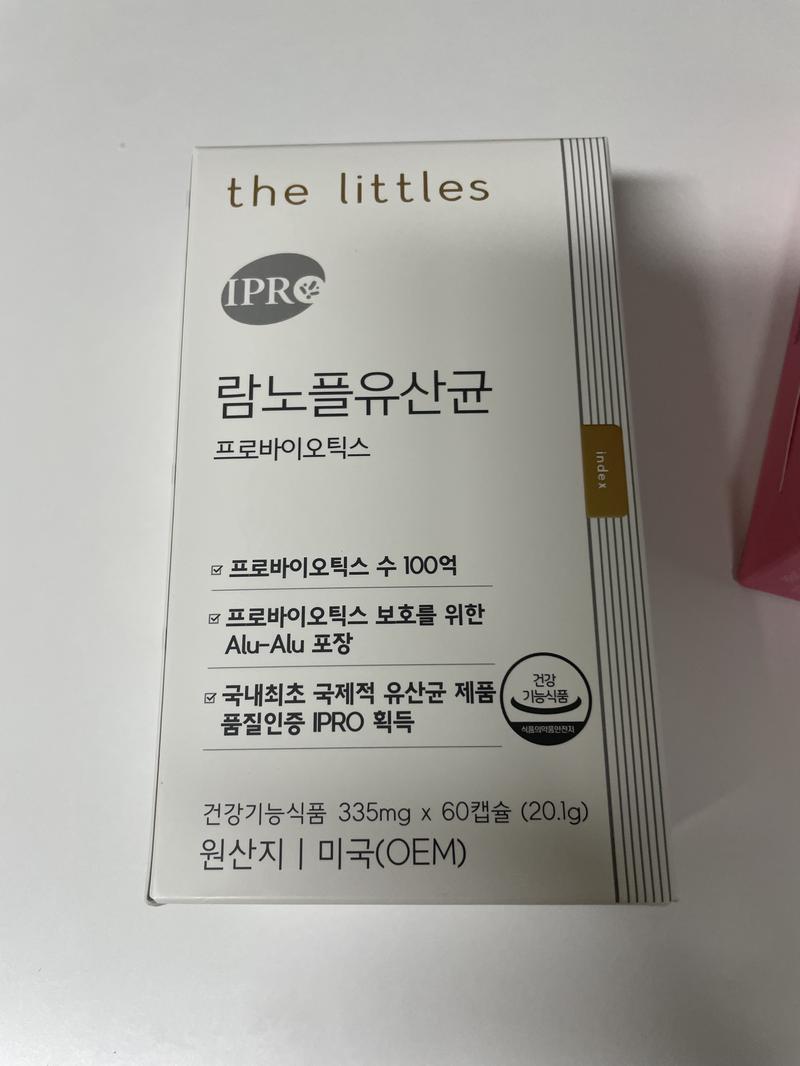 the littles
IPRO
람노플유산균
프로바이오틱스
index
프로바이오틱스 수 100억
프로바이오틱스 보호를 위한
Alu-Alu 포장
국내최초 국제적 유산균 제품
품질인증 IPRO 획득
건강
기능식품
식품의약품안전처
건강기능식품 335mg x 60캡슐 (20.1g)
원산지 | 미국(OEM)